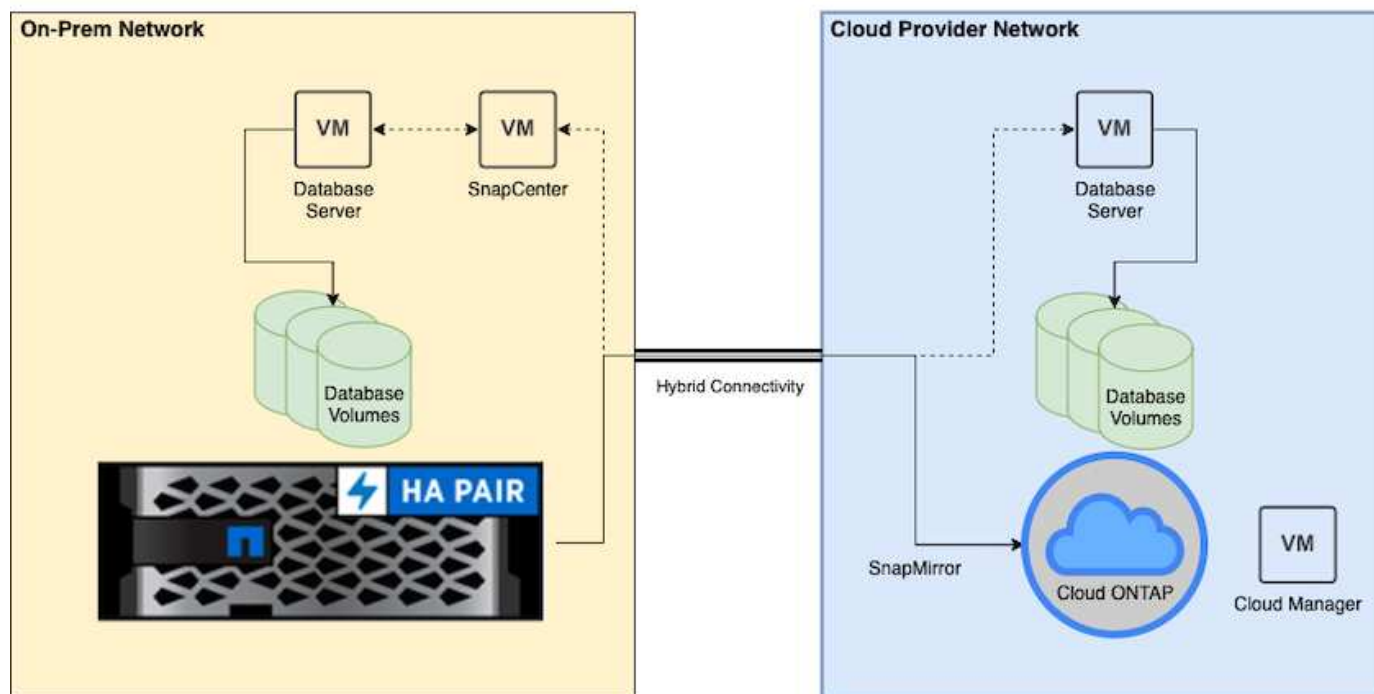 On-Prem Network
VM
Database
Server
VM
SnapCenter
Database
Volumes
HA PAIR
Hybrid Connectivity
Cloud Provider Network
VM
Database
Server
Database
Volumes
SnapMirror
Cloud ONTAP
VM
Cloud Manager